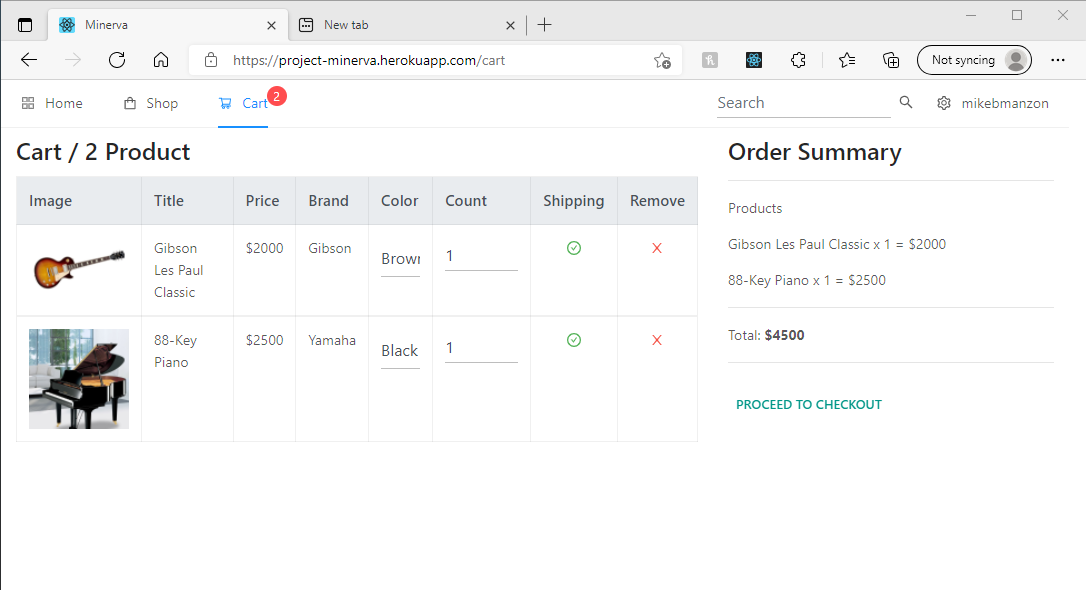 Minerva
New tab
https://project-minerva.herokuapp.com/cart
Not syncing
Home
Shop
Cart
2
Search
mikebmanzon
Cart / 2 Product
Image Title Price Brand Color Count Shipping Remove
Gibson
Les Paul
Classic
$2000
Gibson
Brown
1
X
88-Key
Piano
$2500
Yamaha
Black
1
X
Order Summary
Products
Gibson Les Paul Classic x 1 = $2000
88-Key Piano x 1 = $2500
Total: $4500
PROCEED TO CHECKOUT